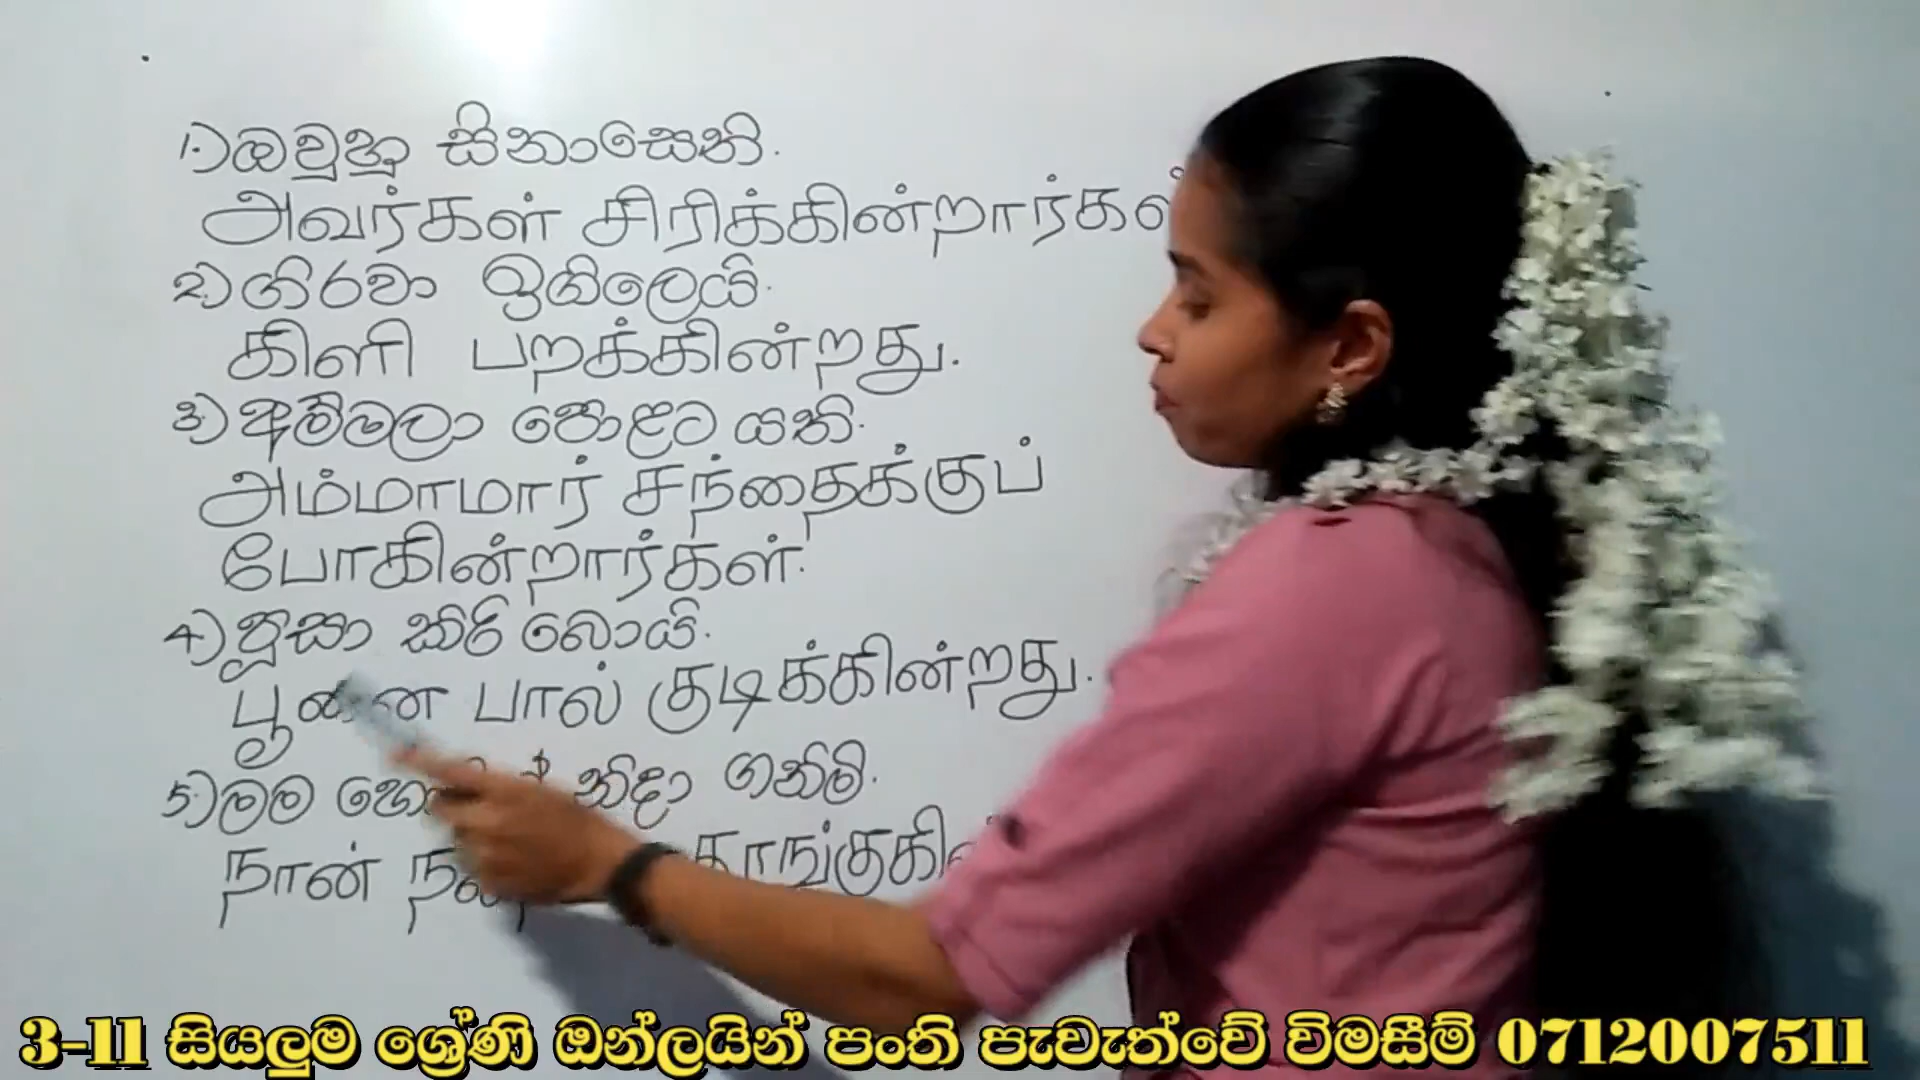 1.) ඔවුහු සිනාසෙති.
அவர்கள் சிரிக்கின்றார்கள்
2.) ගිරවා ඉගිලෙයි.
கிளி பறக்கின்றது.
3.) අම්මලා පොළට යති.
அம்மாமார் சந்தைக்குப்
போகின்றார்கள்.
4.) පූසා කිරි බොයි.
பூனை பால் குடிக்கின்றது.
5.) මම නිදා ගනිමි.
நான்
3-11 සියලුම ශ්‍රේණි ඔන්ලයින් පංති පැවැත්වේ විමසීම් 0712007511